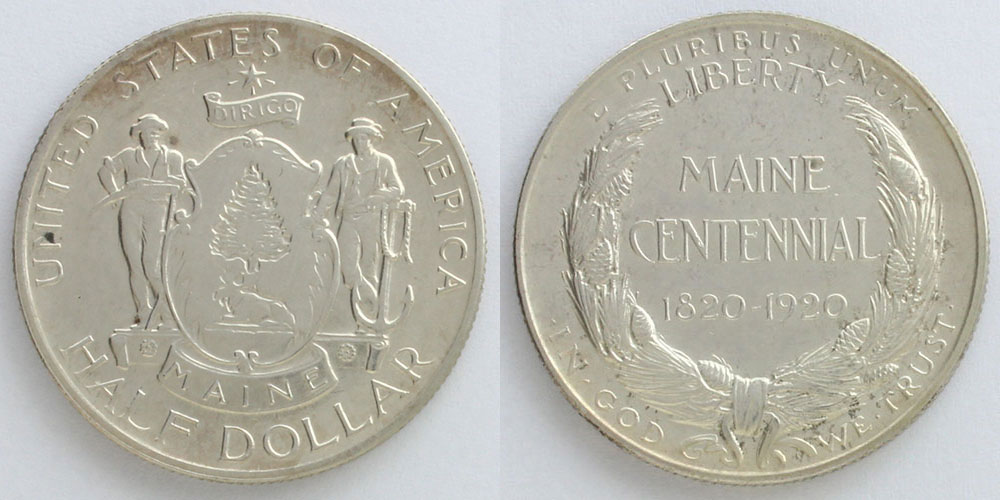 UNITED STATES OF AMERICA
DIRIGO
MAINE
HALF DOLLAR
E PLURIBUS UNUM
LIBERTY
MAINE
CENTENNIAL
1820-1920
·IN·GOD·WE·TRUST·